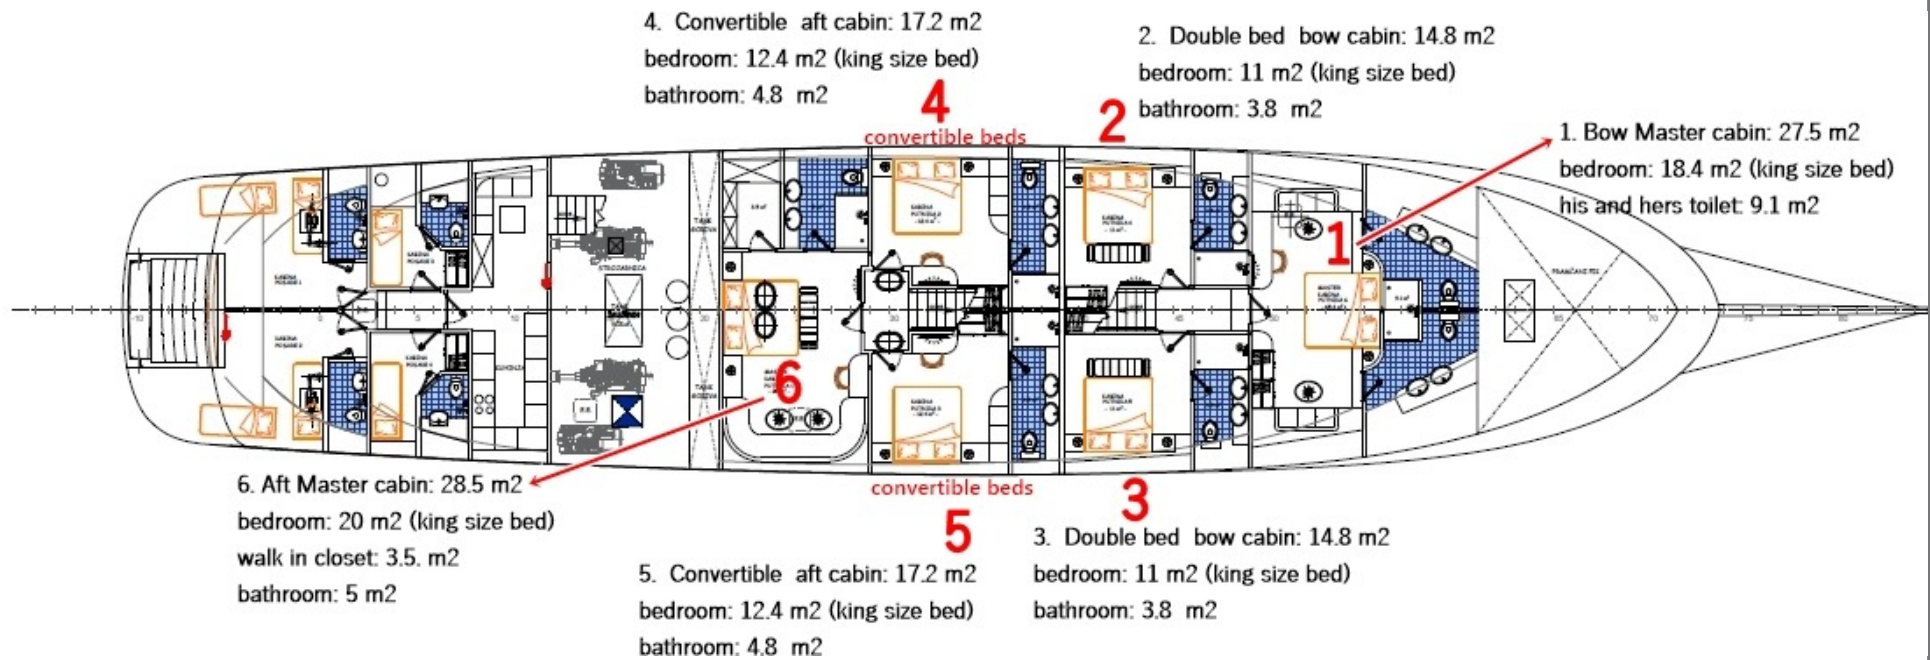 4. Convertible aft cabin: 17.2 m2
bedroom: 12.4 m2 (king size bed)
bathroom: 4.8 m2
4
convertible beds
2. Double bed bow cabin: 14.8 m2
bedroom: 11 m2 (king size bed)
bathroom: 3.8 m2
2
1. Bow Master cabin: 27.5 m2
bedroom: 18.4 m2 (king size bed)
his and hers toilet: 9.1 m2
1
STROJARNICA
KUHINJA
6
6. Aft Master cabin: 28.5 m2
bedroom: 20 m2 (king size bed)
walk in closet: 3.5. m2
bathroom: 5 m2
convertible beds
5
5. Convertible aft cabin: 17.2 m2
bedroom: 12.4 m2 (king size bed)
bathroom: 4.8 m2
3
3. Double bed bow cabin: 14.8 m2
bedroom: 11 m2 (king size bed)
bathroom: 3.8 m2